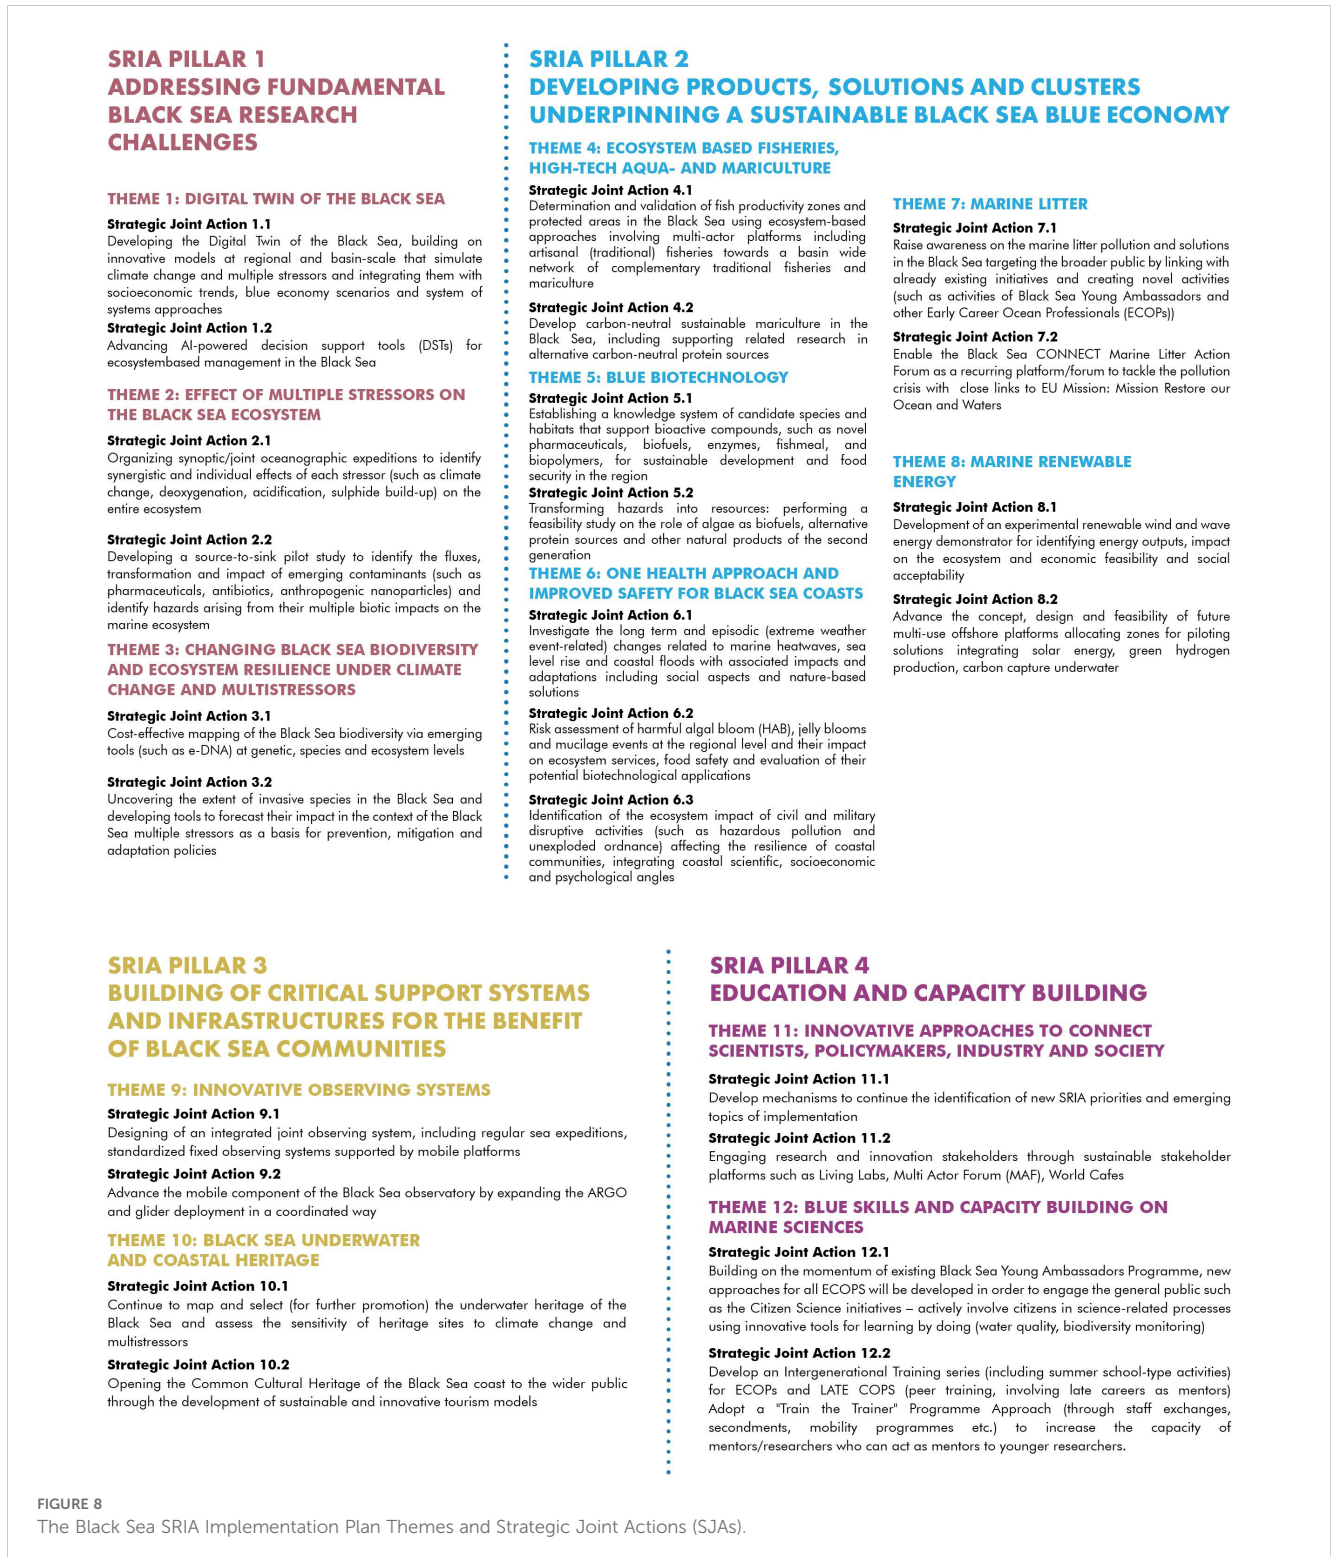 SRIA PILLAR 1
ADDRESSING FUNDAMENTAL
BLACK SEA RESEARCH
CHALLENGES
THEME 1: DIGITAL TWIN OF THE BLACK SEA
Strategic Joint Action 1.1
Developing the Digital Twin of the Black Sea, building on
innovative models at regional and basin-scale that simulate
climate change and multiple stressors and integrating them with
socioeconomic trends, blue economy scenarios and system of
systems approaches
Strategic Joint Action 1.2
Advancing AI-powered decision support tools (DSTs) for
ecosystembased management in the Black Sea
THEME 2: EFFECT OF MULTIPLE STRESSORS ON
THE BLACK SEA ECOSYSTEM
Strategic Joint Action 2.1
Organizing synoptic/joint oceanographic expeditions to identify
synergistic and individual effects of each stressor (such as climate
change, deoxygenation, acidification, sulphide build-up) on the
entire ecosystem
Strategic Joint Action 2.2
Developing a source-to-sink pilot study to identify the fluxes,
transformation and impact of emerging contaminants (such as
pharmaceuticals, antibiotics, anthropogenic nanoparticles) and
identify hazards arising from their multiple biotic impacts on the
marine ecosystem
THEME 3: CHANGING BLACK SEA BIODIVERSITY
AND ECOSYSTEM RESILIENCE UNDER CLIMATE
CHANGE AND MULTISTRESSORS
Strategic Joint Action 3.1
Cost-effective mapping of the Black Sea biodiversity via emerging
tools (such as e-DNA) at genetic, species and ecosystem levels
Strategic Joint Action 3.2
Uncovering the extent of invasive species in the Black Sea and
developing tools to forecast their impact in the context of the Black
Sea multiple stressors as a basis for prevention, mitigation and
adaptation policies
SRIA PILLAR 2
DEVELOPING PRODUCTS, SOLUTIONS AND CLUSTERS
UNDERPINNING A SUSTAINABLE BLACK SEA BLUE ECONOMY
THEME 4: ECOSYSTEM BASED FISHERIES,
HIGH-TECH AQUA- AND MARICULTURE
Strategic Joint Action 4.1
Determination and validation of fish productivity zones and
protected areas in the Black Sea using ecosystem-based
approaches involving multi-actor platforms including
artisanal (traditional) fisheries towards a basin wide
network of complementary traditional fisheries and
mariculture
Strategic Joint Action 4.2
Develop carbon-neutral sustainable mariculture in the
Black Sea, including supporting related research in
alternative carbon-neutral protein sources
THEME 5: BLUE BIOTECHNOLOGY
Strategic Joint Action 5.1
Establishing a knowledge system of candidate species and
habitats that support bioactive compounds, such as novel
pharmaceuticals, biofuels, enzymes, fishmeal, and
biopolymers, for sustainable development and food
security in the region
Strategic Joint Action 5.2
Transforming hazards into resources: performing a
feasibility study on the role of algae as biofuels, alternative
protein sources and other natural products of the second
generation
THEME 6: ONE HEALTH APPROACH AND
IMPROVED SAFETY FOR BLACK SEA COASTS
Strategic Joint Action 6.1
Investigate the long term and episodic (extreme weather
event-related) changes related to marine heatwaves, sea
level rise and coastal floods with associated impacts and
adaptations including social aspects and nature-based
solutions
Strategic Joint Action 6.2
Risk assessment of harmful algal bloom (HAB), jelly blooms
and mucilage events at the regional level and their impact
on ecosystem services, food safety and evaluation of their
potential biotechnological applications
Strategic Joint Action 6.3
Identification of the ecosystem impact of civil and military
disruptive activities (such as hazardous pollution and
unexploded ordnance) affecting the resilience of coastal
communities, integrating coastal scientific, socioeconomic
and psychological angles
THEME 7: MARINE LITTER
Strategic Joint Action 7.1
Raise awareness on the marine litter pollution and solutions
in the Black Sea targeting the broader public by linking with
already existing initiatives and creating novel activities
(such as activities of Black Sea Young Ambassadors and
other Early Career Ocean Professionals (ECOPs))
Strategic Joint Action 7.2
Enable the Black Sea CONNECT Marine Litter Action
Forum as a recurring platform/forum to tackle the pollution
crisis with close links to EU Mission: Mission Restore our
Ocean and Waters
THEME 8: MARINE RENEWABLE
ENERGY
Strategic Joint Action 8.1
Development of an experimental renewable wind and wave
energy demonstrator for identifying energy outputs, impact
on the ecosystem and economic feasibility and social
acceptability
Strategic Joint Action 8.2
Advance the concept, design and feasibility of future
multi-use offshore platforms allocating zones for piloting
solutions integrating solar energy, green hydrogen
production, carbon capture underwater
SRIA PILLAR 3
BUILDING OF CRITICAL SUPPORT SYSTEMS
AND INFRASTRUCTURES FOR THE BENEFIT
OF BLACK SEA COMMUNITIES
THEME 9: INNOVATIVE OBSERVING SYSTEMS
Strategic Joint Action 9.1
Designing of an integrated joint observing system, including regular sea expeditions,
standardized fixed observing systems supported by mobile platforms
Strategic Joint Action 9.2
Advance the mobile component of the Black Sea observatory by expanding the ARGO
and glider deployment in a coordinated way
THEME 10: BLACK SEA UNDERWATER
AND COASTAL HERITAGE
Strategic Joint Action 10.1
Continue to map and select (for further promotion) the underwater heritage of the
Black Sea and assess the sensitivity of heritage sites to climate change and
multistressors
Strategic Joint Action 10.2
Opening the Common Cultural Heritage of the Black Sea coast to the wider public
through the development of sustainable and innovative tourism models
SRIA PILLAR 4
EDUCATION AND CAPACITY BUILDING
THEME 11: INNOVATIVE APPROACHES TO CONNECT
SCIENTISTS, POLICYMAKERS, INDUSTRY AND SOCIETY
Strategic Joint Action 11.1
Develop mechanisms to continue the identification of new SRIA priorities and emerging
topics of implementation
Strategic Joint Action 11.2
Engaging research and innovation stakeholders through sustainable stakeholder
platforms such as Living Labs, Multi Actor Forum (MAF), World Cafes
THEME 12: BLUE SKILLS AND CAPACITY BUILDING ON
MARINE SCIENCES
Strategic Joint Action 12.1
Building on the momentum of existing Black Sea Young Ambassadors Programme, new
approaches for all ECOPS will be developed in order to engage the general public such
as the Citizen Science initiatives – actively involve citizens in science-related processes
using innovative tools for learning by doing (water quality, biodiversity monitoring)
Strategic Joint Action 12.2
Develop an Intergenerational Training series (including summer school-type activities)
for ECOPs and LATE COPS (peer training, involving late careers as mentors)
Adopt a "Train the Trainer" Programme Approach (through staff exchanges,
secondments, mobility programmes etc.) to increase the capacity of
mentors/researchers who can act as mentors to younger researchers.
FIGURE 8
The Black Sea SRIA Implementation Plan Themes and Strategic Joint Actions (SJAs).